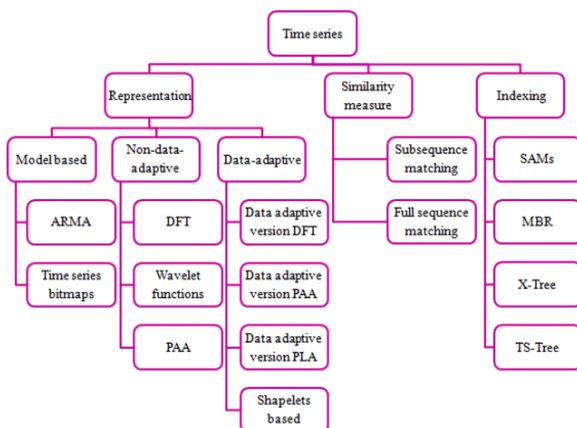 Time series
Representation
Similarity
measure
Indexing
Model based
Non-data-
adaptive
Data-adaptive
Subsequence
matching
SAMs
ARMA
DFT
Data adaptive
version DFT
Full sequence
matching
MBR
Time series
bitmaps
Wavelet
functions
Data adaptive
version PAA
X-Tree
PAA
Data adaptive
version PLA
TS-Tree
Shapelets
based